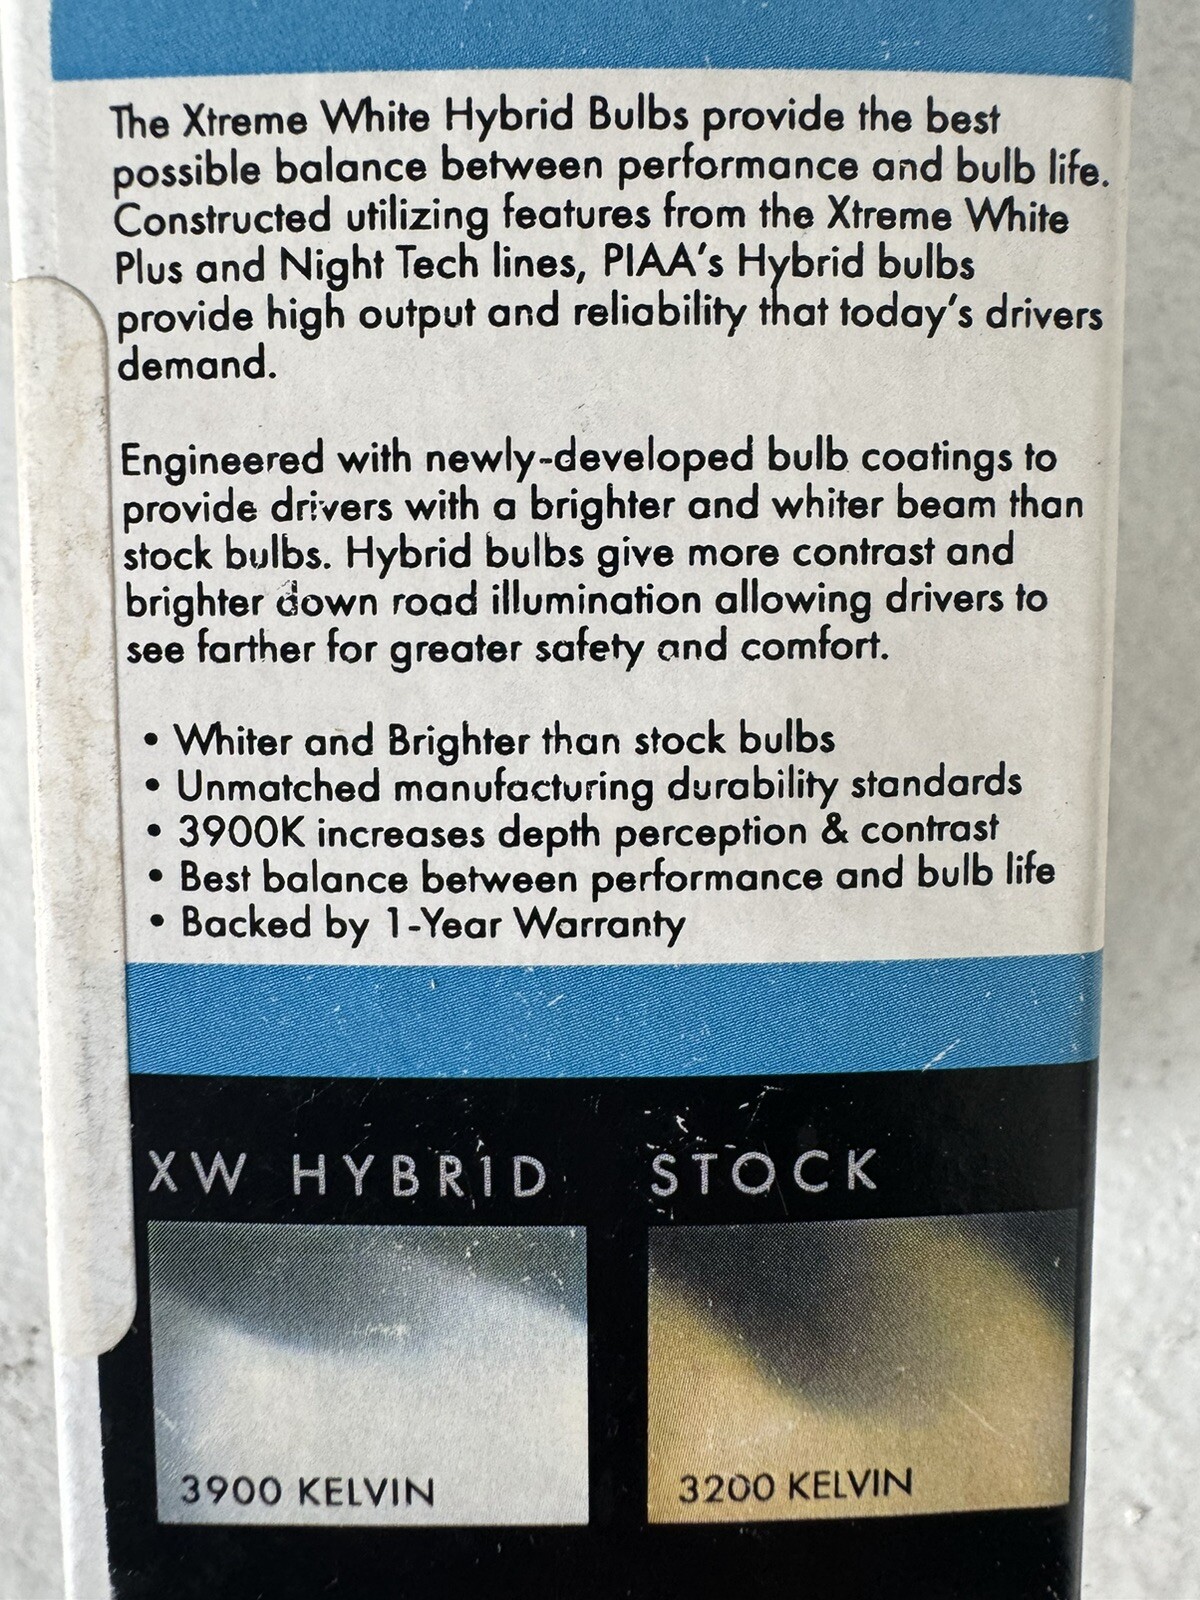 The Xtreme White Hybrid Bulbs provide the best
possible balance between performance and bulb life.
Constructed utilizing features from the Xtreme White
Plus and Night Tech lines, PIAA's Hybrid bulbs
provide high output and reliability that today's drivers
demand.
Engineered with newly-developed bulb coatings to
provide drivers with a brighter and whiter beam than
stock bulbs. Hybrid bulbs give more contrast and
brighter down road illumination allowing drivers to
see farther for greater safety and comfort.
• Whiter and Brighter than stock bulbs
• Unmatched manufacturing durability standards
• 3900K increases depth perception & contrast
• Best balance between performance and bulb life
• Backed by 1-Year Warranty
XW HYBRID
STOCK
3900 KELVIN
3200 KELVIN